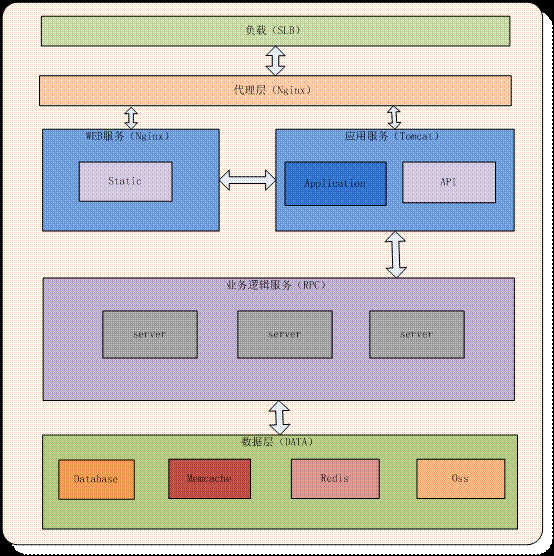 负载（SLB）
代理层（Nginx）
WEB服务（Nginx）
应用服务（Tomcat）
Static
Application
API
业务逻辑服务（RPC）
server
server
server
数据层（DATA）
Database
Memcache
Redis
Oss